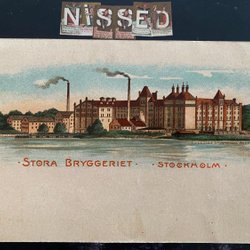 NISSED
· STORA BRYGGERIET · · STOCKHOLM ·